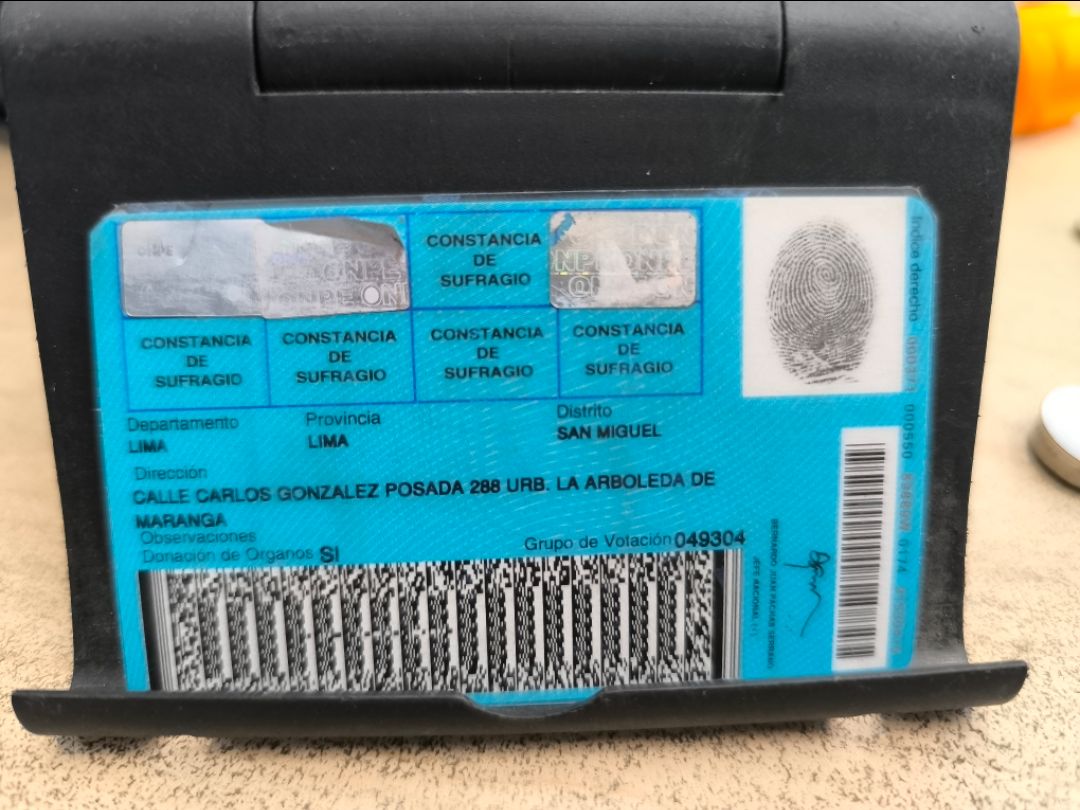 CONSTANCIA
DE
SUFRAGIO
CONSTANCIA
DE
SUFRAGIO
CONSTANCIA
DE
SUFRAGIO
CONSTANCIA
DE
SUFRAGIO
CONSTANCIA
DE
SUFRAGIO
Departamento
LIMA
Provincia
LIMA
Distrito
SAN MIGUEL
Dirección
CALLE CARLOS GONZALEZ POSADA 288 URB. LA ARBOLEDA DE
MARANGA
Observaciones
Donación de Organos SI
Grupo de Votación 049304
Indice derecho